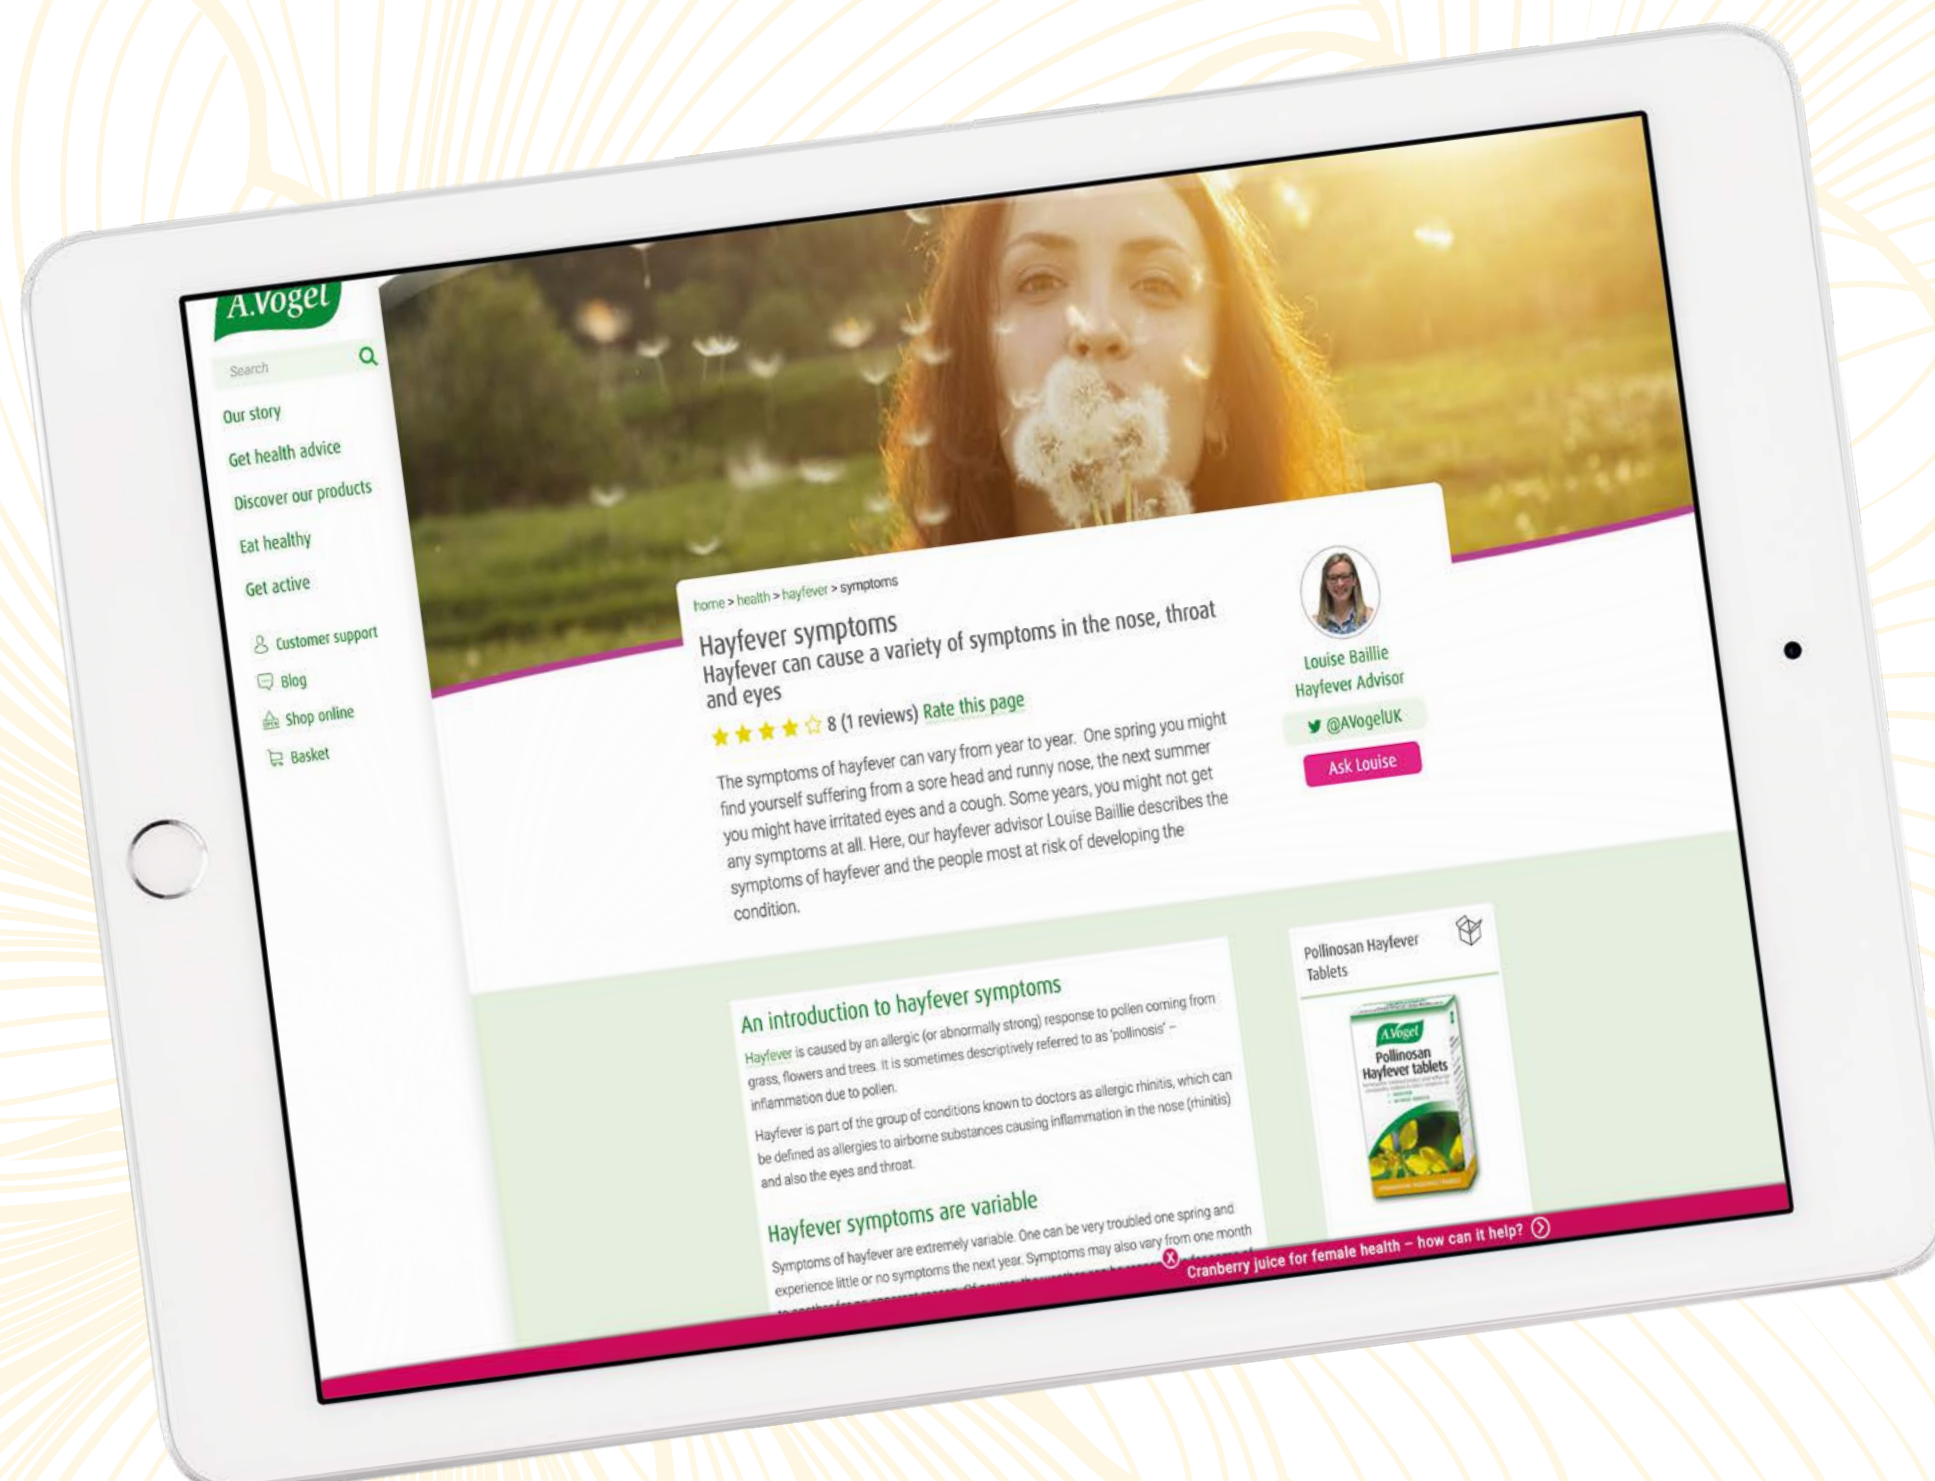 A.Vogel
Search
Our story
Get health advice
Discover our products
Eat healthy
Get active
Customer support
Blog
Shop online
Basket
home > health > hayfever > symptoms
Hayfever symptoms
Hayfever can cause a variety of symptoms in the nose, throat
and eyes
8 (1 reviews) Rate this page
The symptoms of hayfever can vary from year to year. One spring you might
find yourself suffering from a sore head and runny nose, the next summer
you might have irritated eyes and a cough. Some years, you might not get
any symptoms at all. Here, our hayfever advisor Louise Baillie describes the
symptoms of hayfever and the people most at risk of developing the
condition.
Louise Baillie
Hayfever Advisor
@AVogelUK
Ask Louise
An introduction to hayfever symptoms
Hayfever is caused by an allergic (or abnormally strong) response to pollen coming from
grass, flowers and trees. It is sometimes descriptively referred to as 'pollinosis' –
inflammation due to pollen.
Hayfever is part of the group of conditions known to doctors as allergic rhinitis, which can
be defined as allergies to airborne substances causing inflammation in the nose (rhinitis)
and also the eyes and throat.
Hayfever symptoms are variable
Symptoms of hayfever are extremely variable. One can be very troubled one spring and
experience little or no symptoms the next year. Symptoms may also vary from one month
Pollinosan Hayfever
Tablets
A.Vogel
Pollinosan
Hayfever tablets
X
Cranberry juice for female health – how can it help?